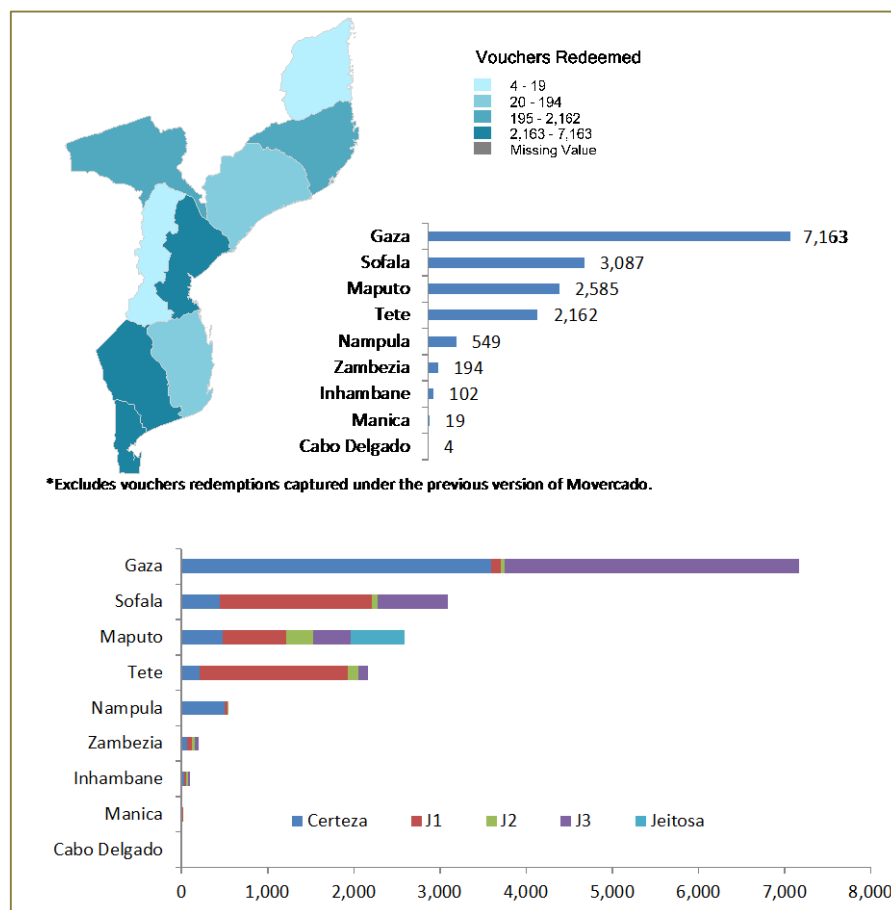 Vouchers Redeemed
4 - 19
20 - 194
195 - 2,162
2,163 - 7,163
Missing Value
Gaza 7,163
Sofala 3,087
Maputo 2,585
Tete 2,162
Nampula 549
Zambezia 194
Inhambane 102
Manica 19
Cabo Delgado 4
*Excludes vouchers redemptions captured under the previous version of Movercado.
Gaza
Sofala
Maputo
Tete
Nampula
Zambezia
Inhambane
Manica
Certeza J1 J2 J3 Jeitosa
Cabo Delgado
0 1,000 2,000 3,000 4,000 5,000 6,000 7,000 8,000